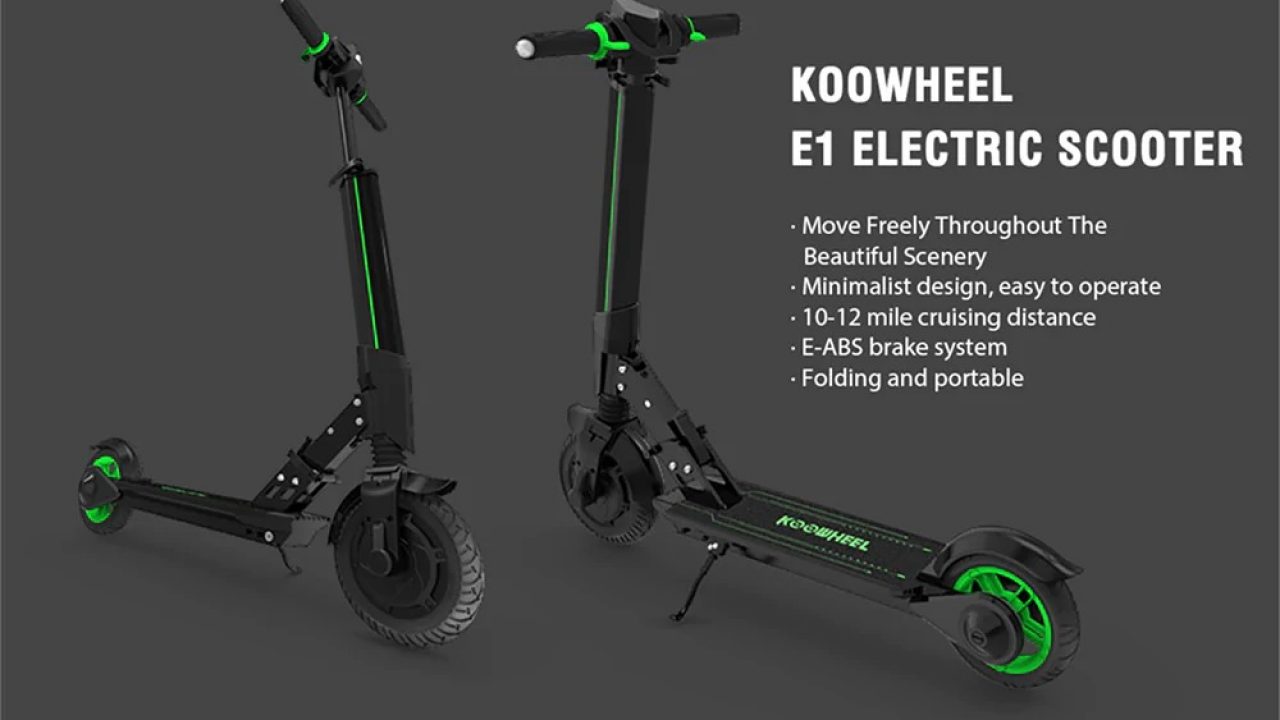 KOOWHEEL
E1 ELECTRIC SCOOTER
· Move Freely Throughout The
Beautiful Scenery
· Minimalist design, easy to operate
· 10-12 mile cruising distance
· E-ABS brake system
· Folding and portable
KOOWHEEL